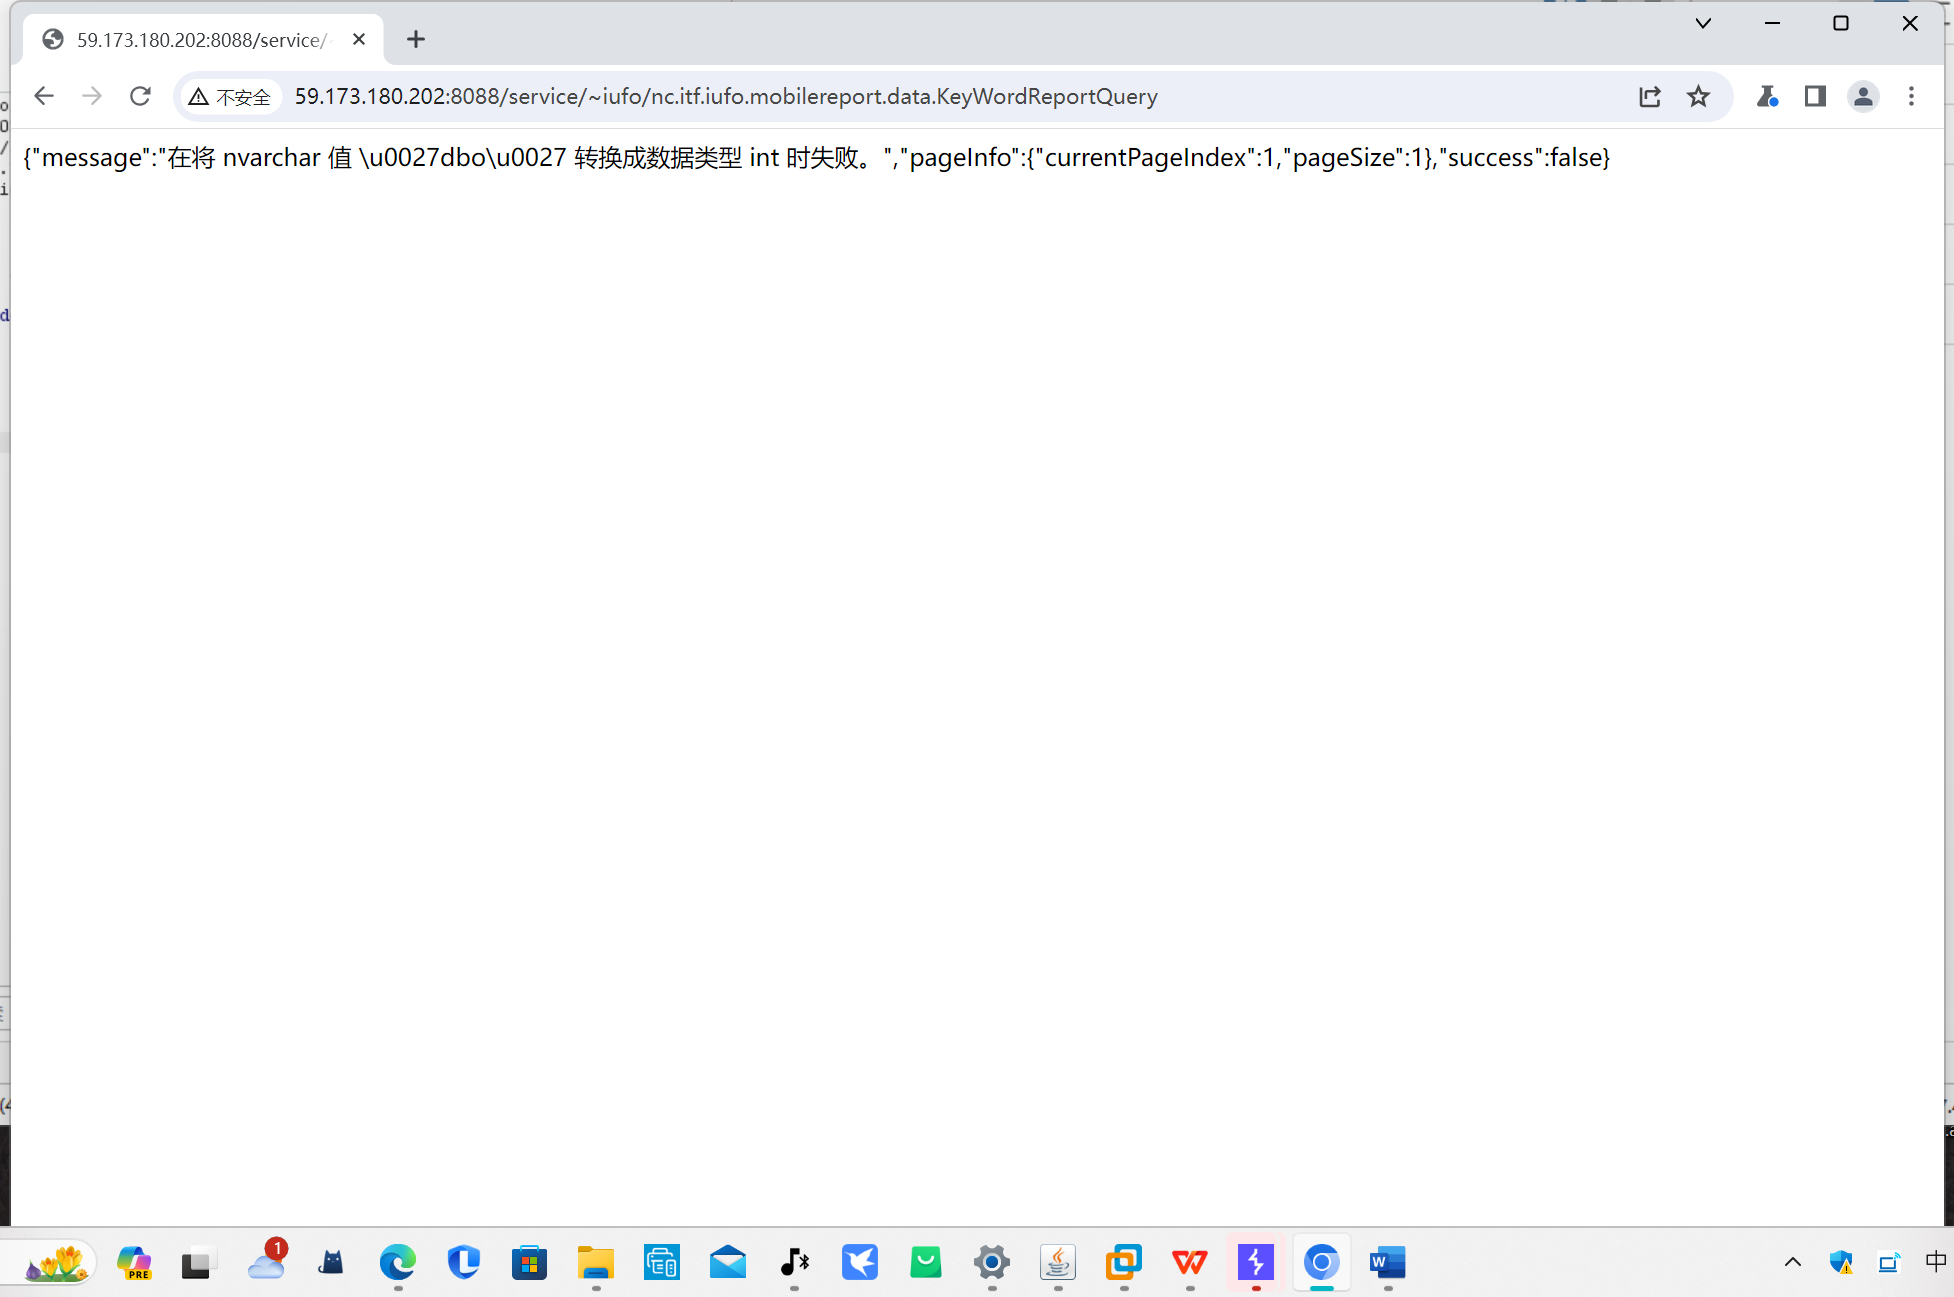 59.173.180.202:8088/service/
不安全
59.173.180.202:8088/service/~iufo/nc.itf.iufo.mobilereport.data.KeyWordReportQuery
{"message":"在将 nvarchar 值 \u0027dbo\u0027 转换成数据类型 int 时失败。","pageInfo":{"currentPageIndex":1,"pageSize":1},"success":false}
PRE
1
W
中